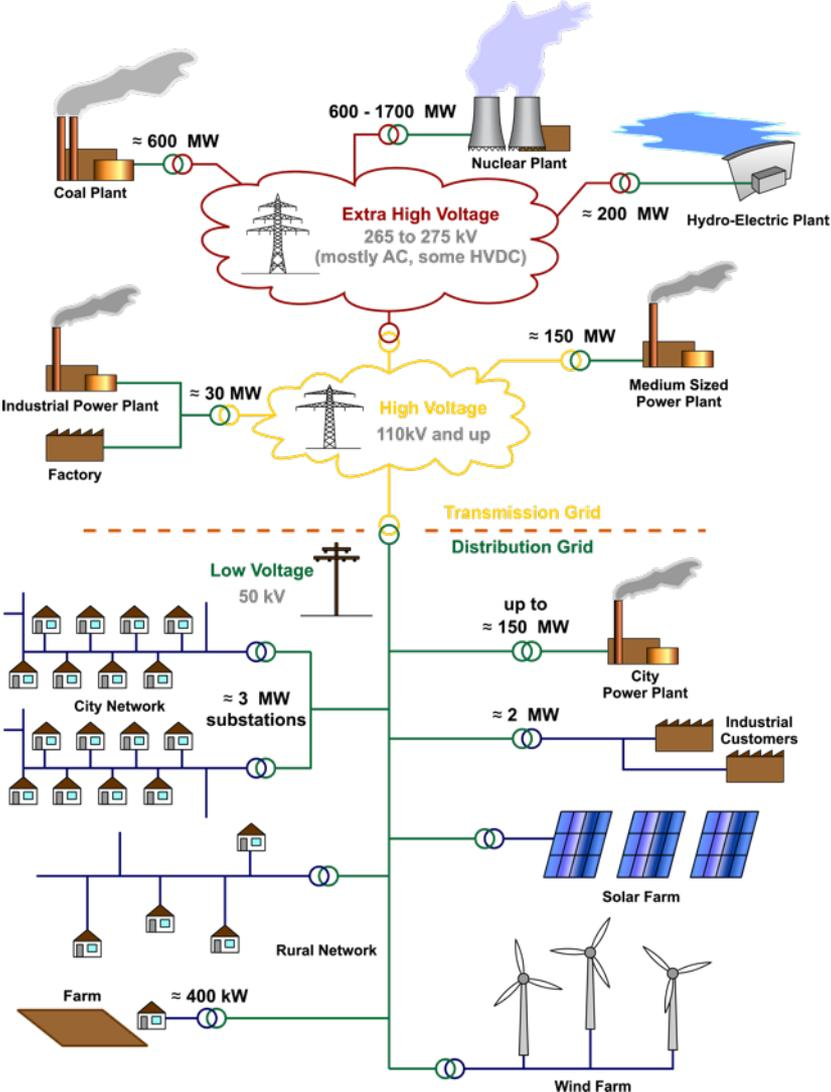 600 - 1700 MW
≈ 600 MW
Nuclear Plant
Coal Plant
≈ 200 MW
Hydro-Electric Plant
Extra High Voltage
265 to 275 kV
(mostly AC, some HVDC)
≈ 150 MW
Medium Sized
Power Plant
≈ 30 MW
Industrial Power Plant
Factory
High Voltage
110kV and up
Transmission Grid
Distribution Grid
Low Voltage
50 kV
up to
≈ 150 MW
City
Power Plant
City Network
≈ 3 MW
substations
≈ 2 MW
Industrial
Customers
Solar Farm
Rural Network
Farm
≈ 400 kW
Wind Farm